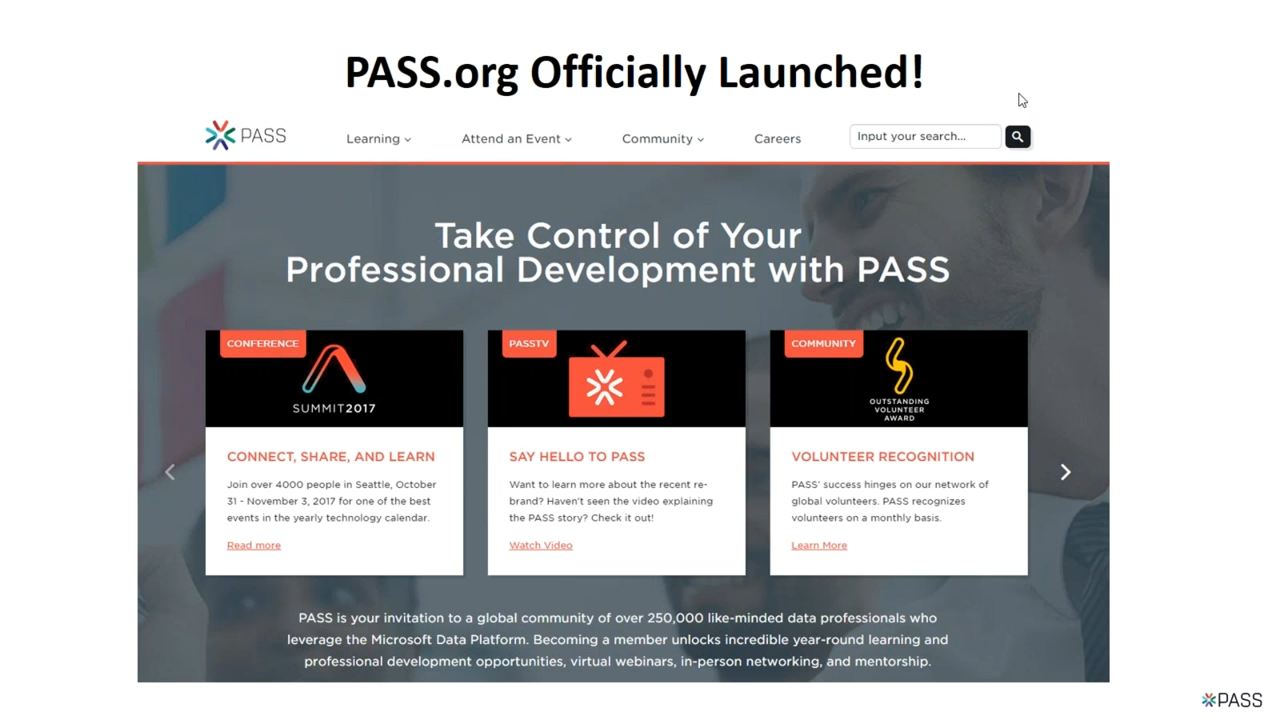 PASS.org Officially Launched!
PASS
Learning
Attend an Event
Community
Careers
Input your search...
Take Control of Your
Professional Development with PASS
CONFERENCE
SUMMIT2017
CONNECT, SHARE, AND LEARN
Join over 4000 people in Seattle, October
31 - November 3, 2017 for one of the best
events in the yearly technology calendar.
Read more
PASSTV
SAY HELLO TO PASS
Want to learn more about the recent re-
brand? Haven't seen the video explaining
the PASS story? Check it out!
Watch Video
COMMUNITY
OUTSTANDING
VOLUNTEER
AWARD
VOLUNTEER RECOGNITION
PASS' success hinges on our network of
global volunteers. PASS recognizes
volunteers on a monthly basis.
Learn More
PASS is your invitation to a global community of over 250,000 like-minded data professionals who
leverage the Microsoft Data Platform. Becoming a member unlocks incredible year-round learning and
professional development opportunities, virtual webinars, in-person networking, and mentorship.
PASS